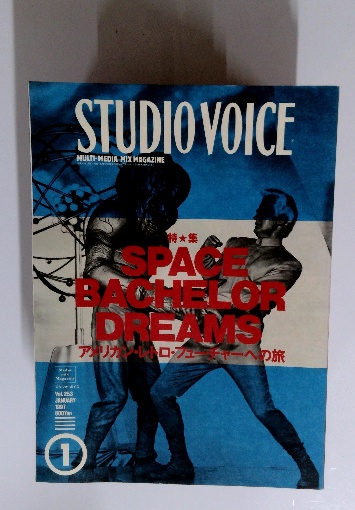 STUDIO VOICE
MULTI-MEDIA MIX MAGAZINE
特★集
SPACE
BACHELOR
DREAMS
アメリカン・レトロ・フューチャーへの旅
Magazine
Vol.253
JANUARY
1997
1